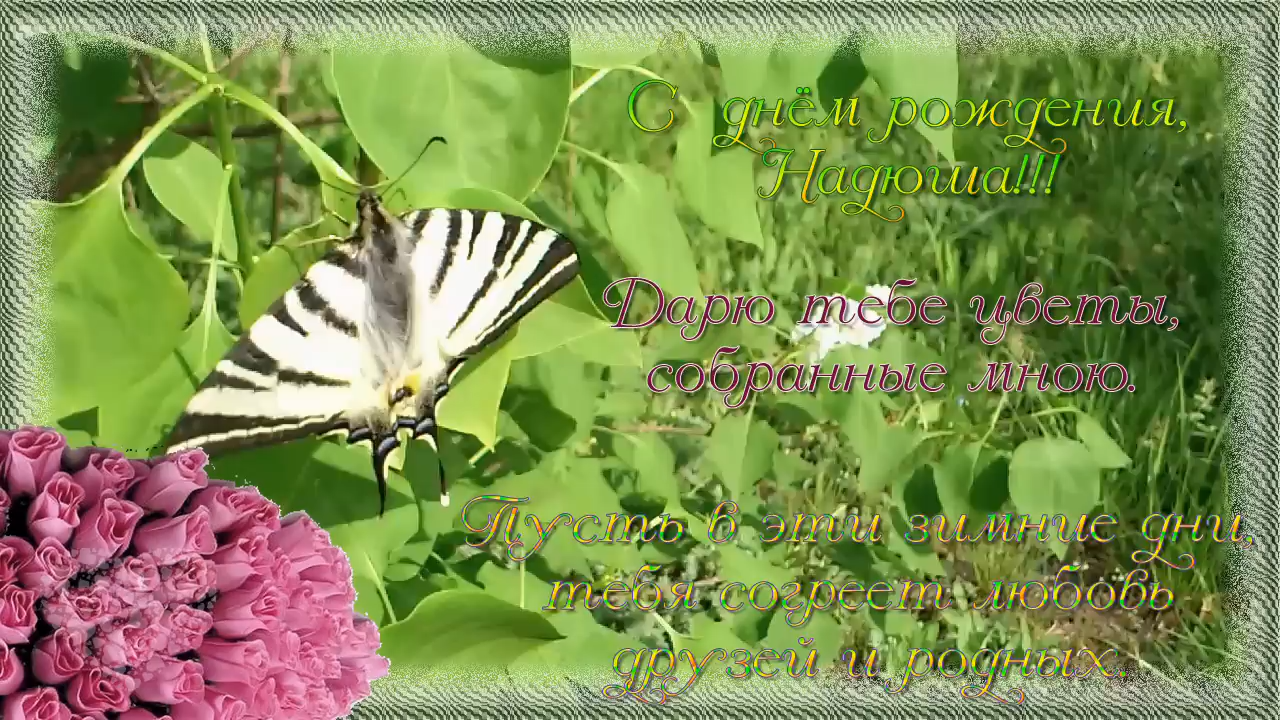 С днём рождения,
Надюша!!!
Дарю тебе цветы,
собранные мною.
Пусть в эти зимние дни,
тебя согреет любовь
друзей и родных.